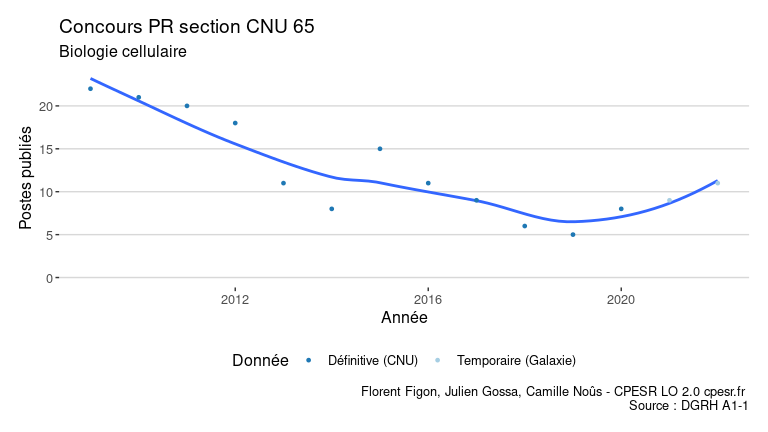 Concours PR section CNU 65
Biologie cellulaire
Postes publiés
20
15
10
5
0
2012
2016
2020
Année
Donnée
Définitive (CNU)
Temporaire (Galaxie)
Florent Figon, Julien Gossa, Camille Noûs - CPESR LO 2.0 cpesr.fr
Source : DGRH A1-1